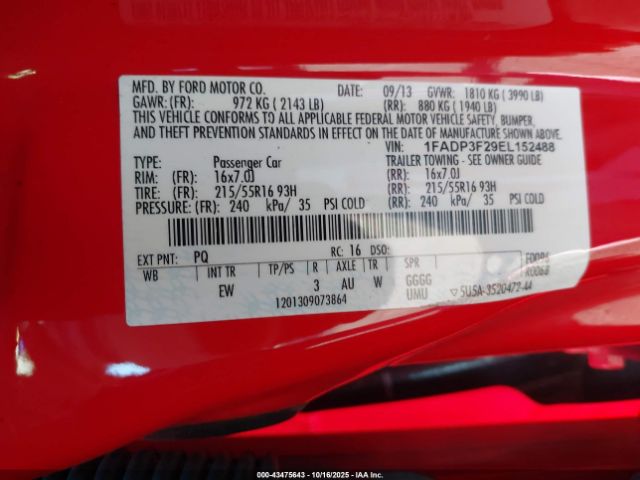 MFD. BY FORD MOTOR CO. DATE: 09/13 GVWR: 1810 KG ( 3990 LB)
GAWR: (FR): 972 KG ( 2143 LB) (RR): 880 KG ( 1940 LB)
THIS VEHICLE CONFORMS TO ALL APPLICABLE FEDERAL MOTOR VEHICLE SAFETY, BUMPER,
AND THEFT PREVENTION STANDARDS IN EFFECT ON THE DATE OF MANUFACTURE SHOWN ABOVE.
VIN: 1FADP3F29EL152488
TYPE: Passenger Car TRAILER TOWING - SEE OWNER GUIDE
RIM: (FR): 16x7.0J (RR): 16x7.0J
TIRE: (FR): 215/55R16 93H (RR): 215/55R16 93H
PRESSURE: (FR): 240 kPa/ 35 PSI COLD (RR): 240 kPa/ 35 PSI COLD
EXT PNT: PQ RC: 16 DSO:
WB INT TR TP/PS R AXLE TR SPR
EW 3 AU W GGGG
UMU
1201309073864
5U5A-3520472-AA
000-43475643 - 10/16/2025 - IAAI.com